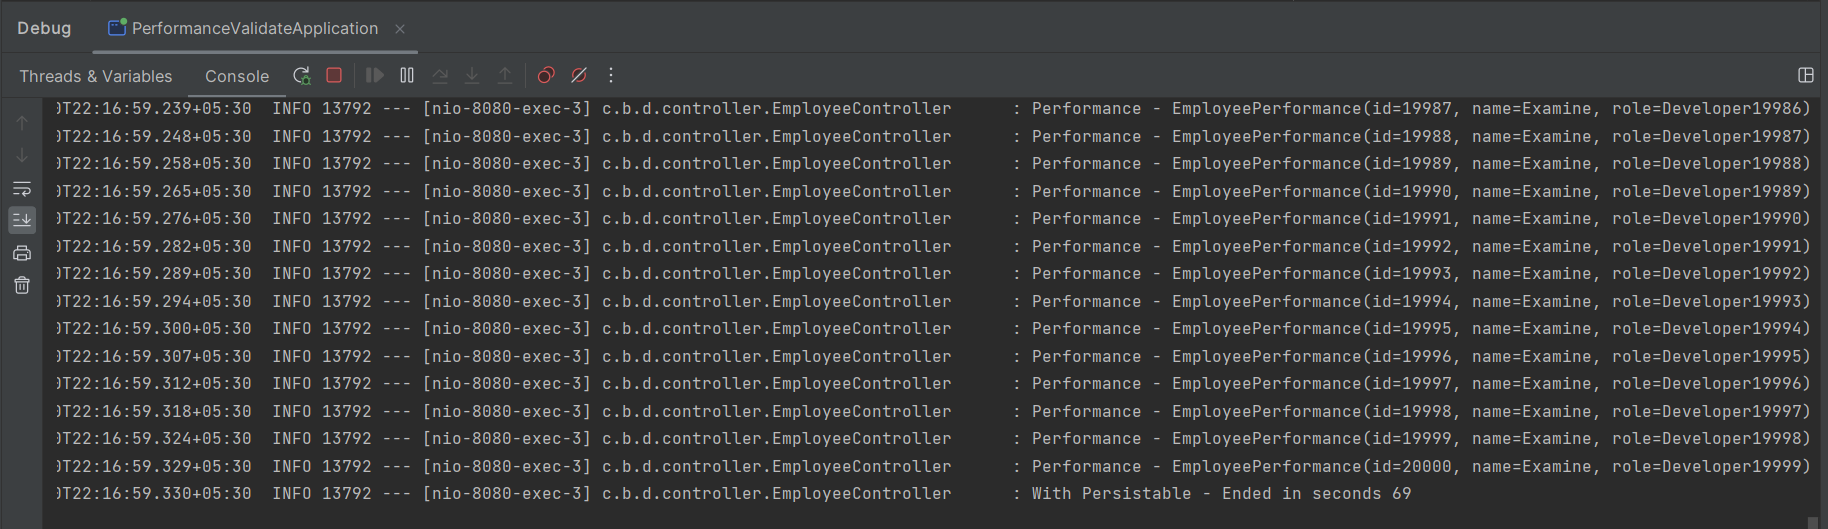 Debug PerformanceValidateApplication
Threads & Variables Console
0T22:16:59.239+05:30 INFO 13792 --- [nio-8080-exec-3] c.b.d.controller.EmployeeController : Performance - EmployeePerformance(id=19987, name=Examine, role=Developer19986)
0T22:16:59.248+05:30 INFO 13792 --- [nio-8080-exec-3] c.b.d.controller.EmployeeController : Performance - EmployeePerformance(id=19988, name=Examine, role=Developer19987)
0T22:16:59.258+05:30 INFO 13792 --- [nio-8080-exec-3] c.b.d.controller.EmployeeController : Performance - EmployeePerformance(id=19989, name=Examine, role=Developer19988)
0T22:16:59.265+05:30 INFO 13792 --- [nio-8080-exec-3] c.b.d.controller.EmployeeController : Performance - EmployeePerformance(id=19990, name=Examine, role=Developer19989)
0T22:16:59.276+05:30 INFO 13792 --- [nio-8080-exec-3] c.b.d.controller.EmployeeController : Performance - EmployeePerformance(id=19991, name=Examine, role=Developer19990)
0T22:16:59.282+05:30 INFO 13792 --- [nio-8080-exec-3] c.b.d.controller.EmployeeController : Performance - EmployeePerformance(id=19992, name=Examine, role=Developer19991)
0T22:16:59.289+05:30 INFO 13792 --- [nio-8080-exec-3] c.b.d.controller.EmployeeController : Performance - EmployeePerformance(id=19993, name=Examine, role=Developer19992)
0T22:16:59.294+05:30 INFO 13792 --- [nio-8080-exec-3] c.b.d.controller.EmployeeController : Performance - EmployeePerformance(id=19994, name=Examine, role=Developer19993)
0T22:16:59.300+05:30 INFO 13792 --- [nio-8080-exec-3] c.b.d.controller.EmployeeController : Performance - EmployeePerformance(id=19995, name=Examine, role=Developer19994)
0T22:16:59.307+05:30 INFO 13792 --- [nio-8080-exec-3] c.b.d.controller.EmployeeController : Performance - EmployeePerformance(id=19996, name=Examine, role=Developer19995)
0T22:16:59.312+05:30 INFO 13792 --- [nio-8080-exec-3] c.b.d.controller.EmployeeController : Performance - EmployeePerformance(id=19997, name=Examine, role=Developer19996)
0T22:16:59.318+05:30 INFO 13792 --- [nio-8080-exec-3] c.b.d.controller.EmployeeController : Performance - EmployeePerformance(id=19998, name=Examine, role=Developer19997)
0T22:16:59.324+05:30 INFO 13792 --- [nio-8080-exec-3] c.b.d.controller.EmployeeController : Performance - EmployeePerformance(id=19999, name=Examine, role=Developer19998)
0T22:16:59.329+05:30 INFO 13792 --- [nio-8080-exec-3] c.b.d.controller.EmployeeController : Performance - EmployeePerformance(id=20000, name=Examine, role=Developer19999)
0T22:16:59.330+05:30 INFO 13792 --- [nio-8080-exec-3] c.b.d.controller.EmployeeController : With Persistable - Ended in seconds 69